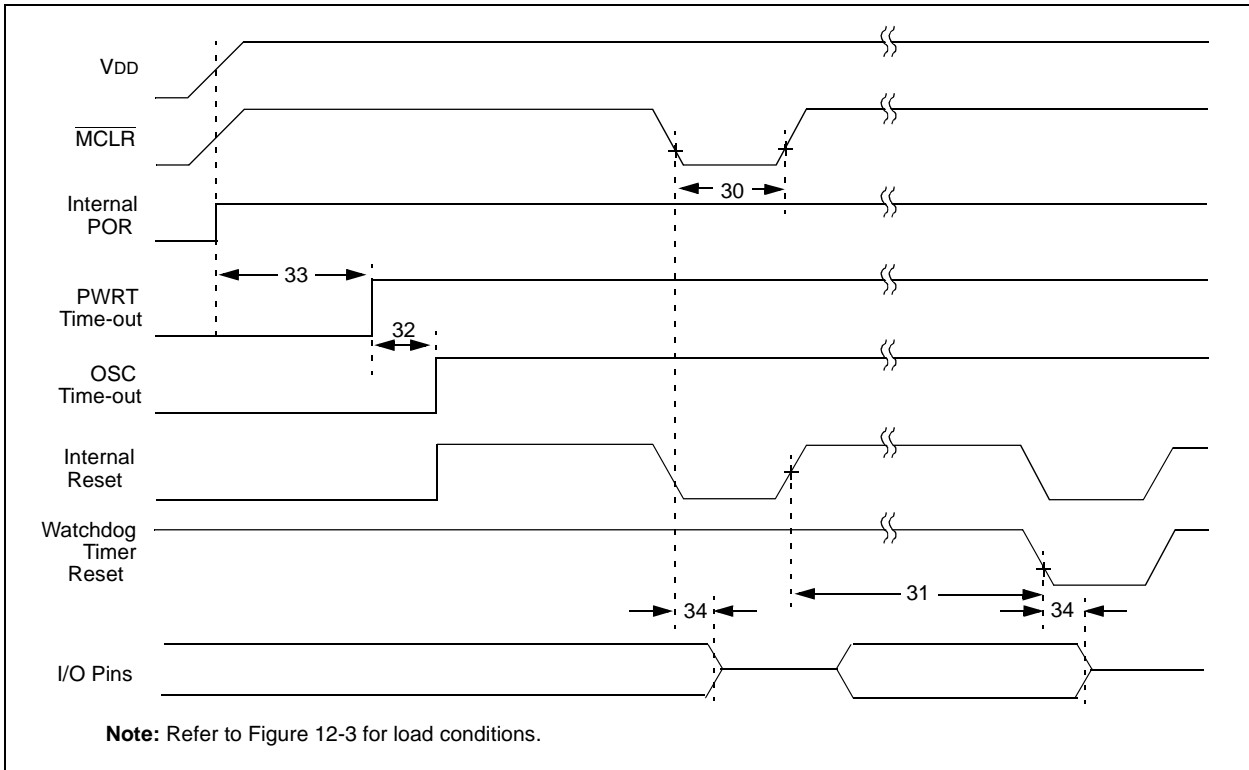 VDD
MCLR
30
Internal
POR
33
PWRT
Time-out
32
OSC
Time-out
Internal
Reset
Watchdog
Timer
Reset
31
34
34
I/O Pins
Note: Refer to Figure 12-3 for load conditions.